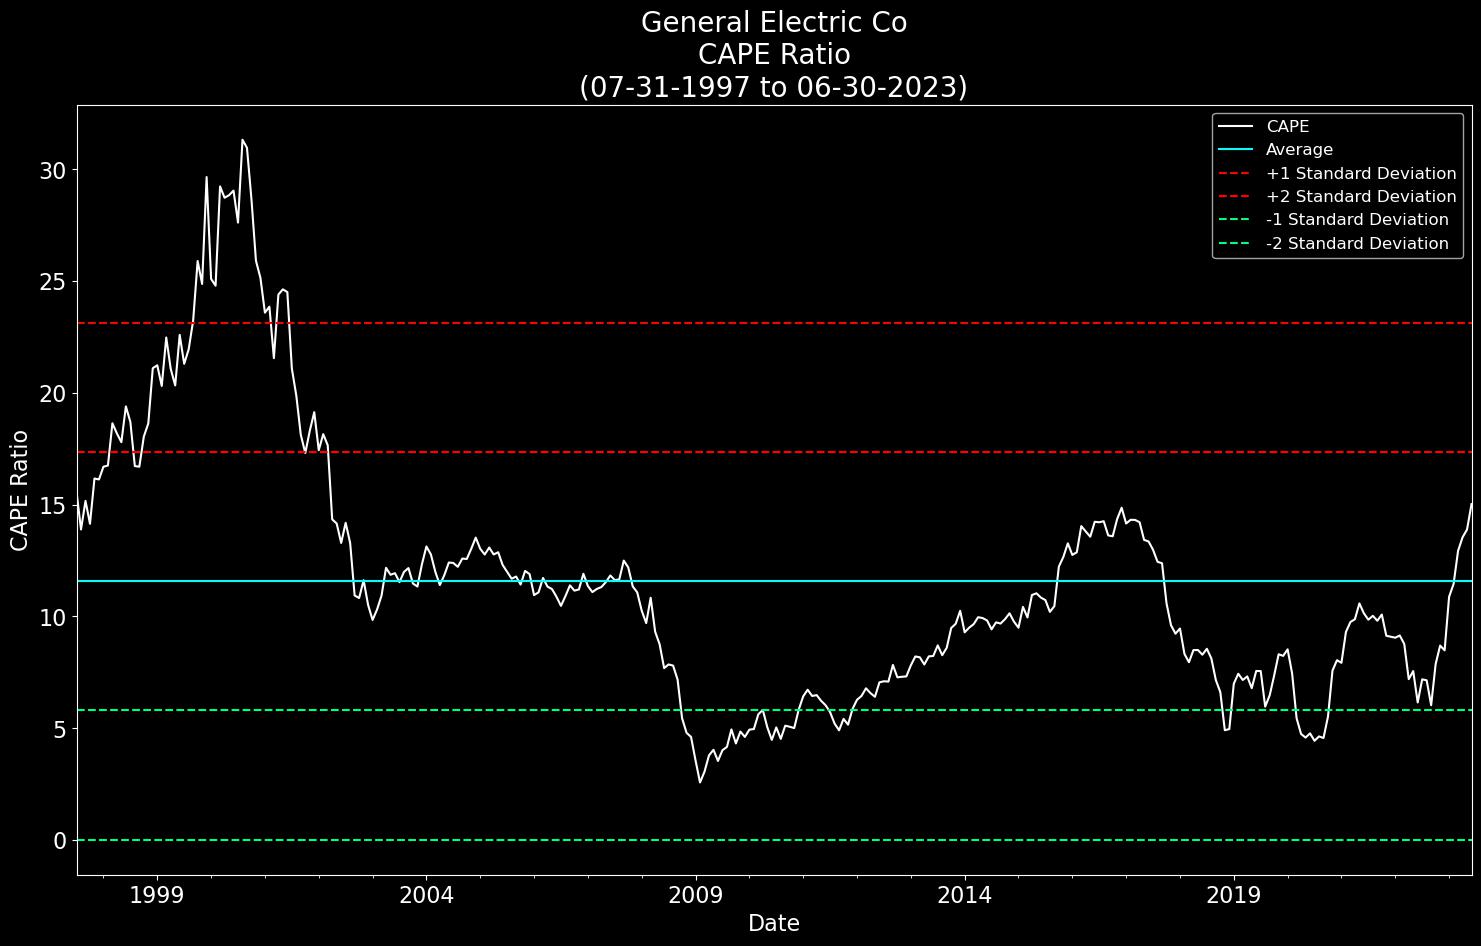 General Electric Co
CAPE Ratio
(07-31-1997 to 06-30-2023)
CAPE
Average
+1 Standard Deviation
+2 Standard Deviation
-1 Standard Deviation
-2 Standard Deviation
30
25
20
15
10
5
0
CAPE Ratio
1999 2004 2009 2014 2019
Date